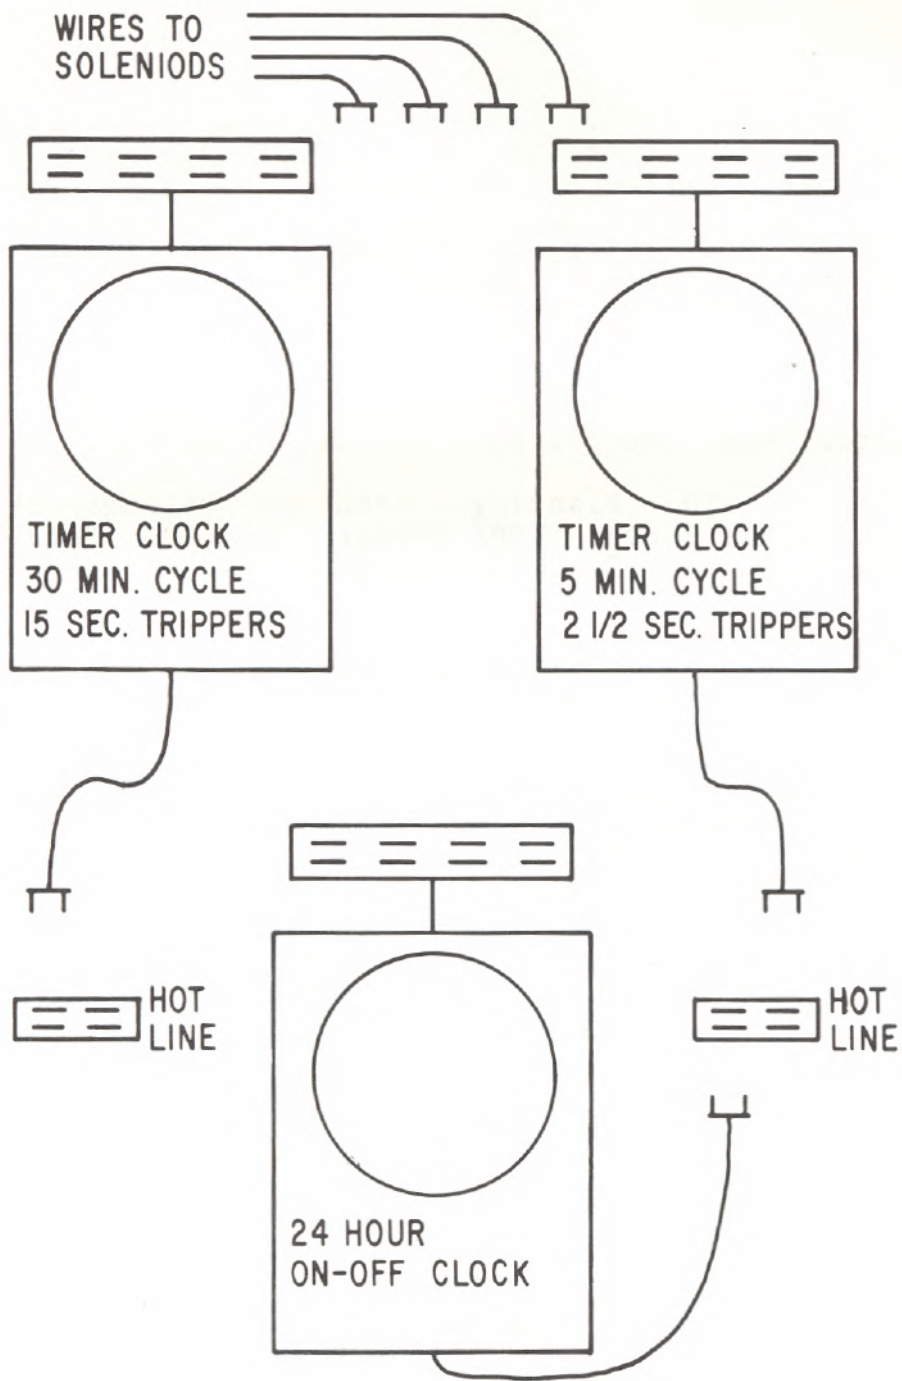 WIRES TO
SOLENIODS
TIMER CLOCK
30 MIN. CYCLE
15 SEC. TRIPPERS
TIMER CLOCK
5 MIN. CYCLE
2 1/2 SEC. TRIPPERS
HOT
LINE
HOT
LINE
24 HOUR
ON-OFF CLOCK